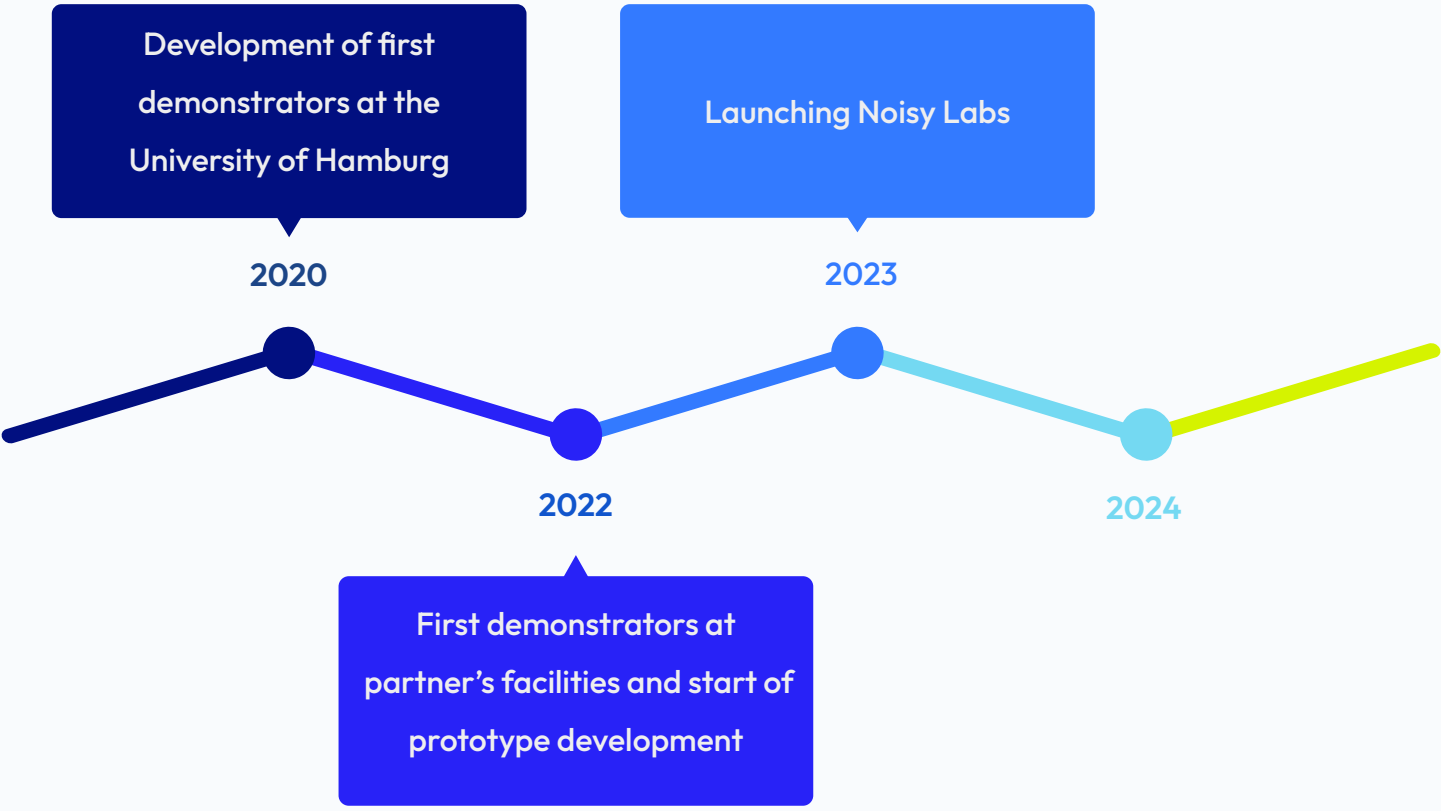 Development of first
demonstrators at the
University of Hamburg
2020
First demonstrators at
partner’s facilities and start of
prototype development
2022
Launching Noisy Labs
2023
2024